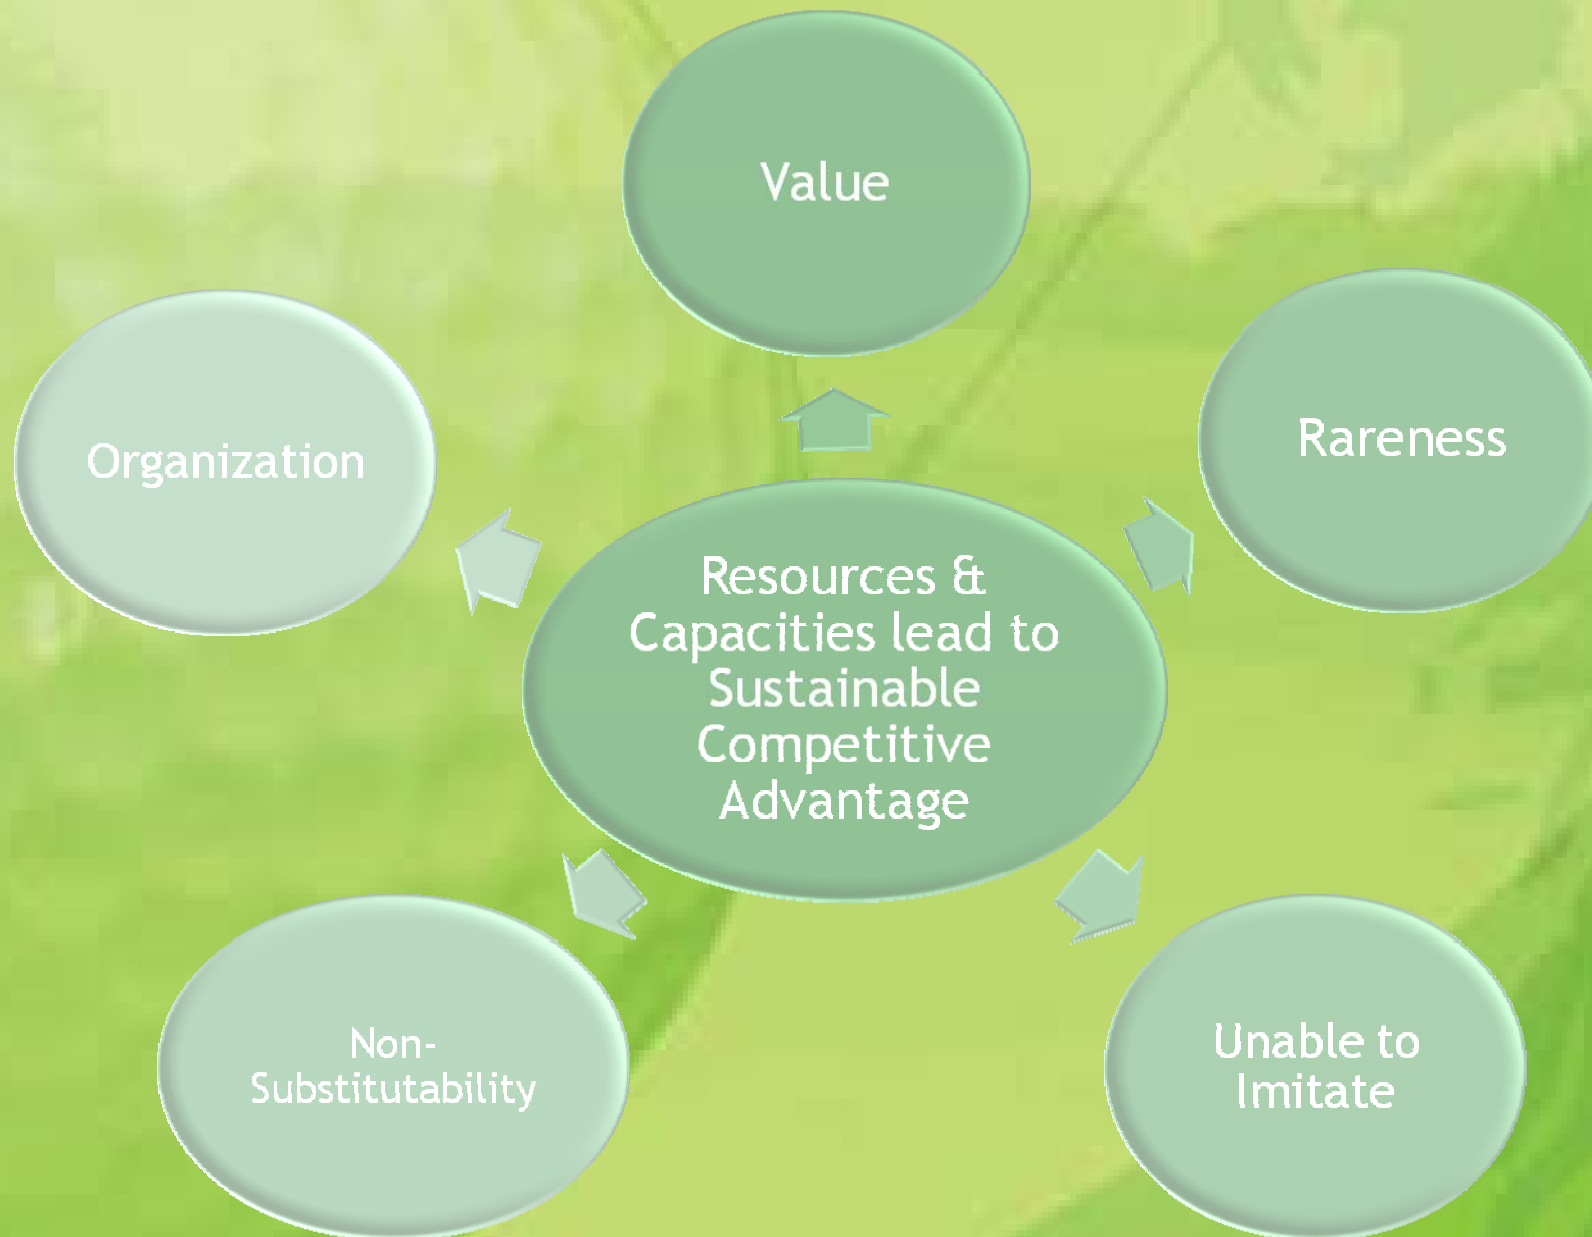 Value
Rareness
Organization
Resources &
Capacities lead to
Sustainable
Competitive
Advantage
Non-
Substitutability
Unable to
Imitate